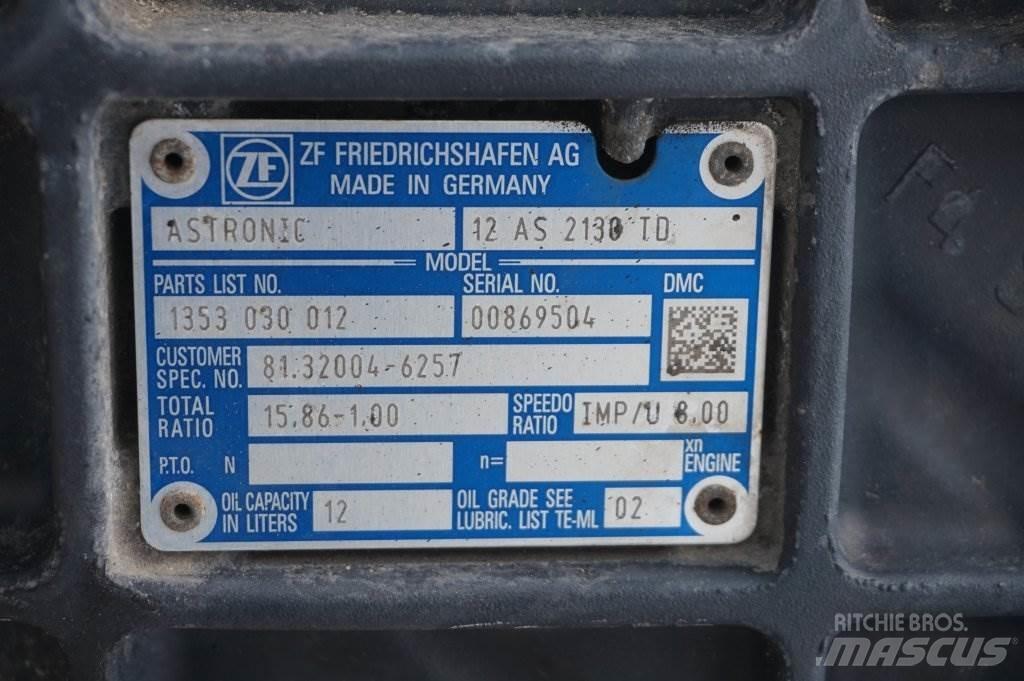 ZF ZF FRIEDRICHSHAFEN AG
MADE IN GERMANY
ASTRONIC 12 AS 2130 TD
MODEL
PARTS LIST NO. SERIAL NO. DMC
1353 030 012 00869504
CUSTOMER SPEC. NO. 81.32004-6257
TOTAL RATIO 15.86-1.00 SPEEDO RATIO IMP/U 8.00
P.T.O. N n= xn ENGINE
OIL CAPACITY IN LITERS 12 OIL GRADE SEE LUBRIC. LIST TE-ML 02
RITCHIE BROS.
MASCUS